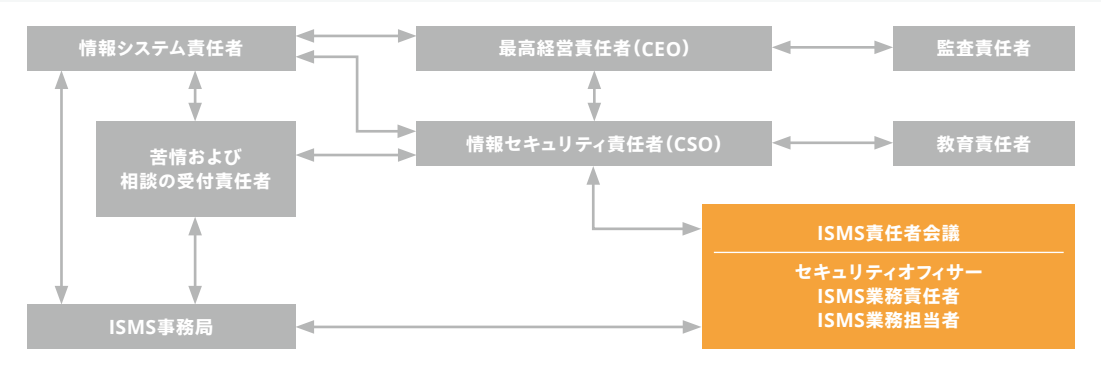 情報システム責任者
最高経営責任者(CEO)
監査責任者
苦情および
相談の受付責任者
情報セキュリティ責任者(CSO)
教育責任者
ISMS責任者会議
セキュリティオフィサー
ISMS業務責任者
ISMS業務担当者
ISMS事務局